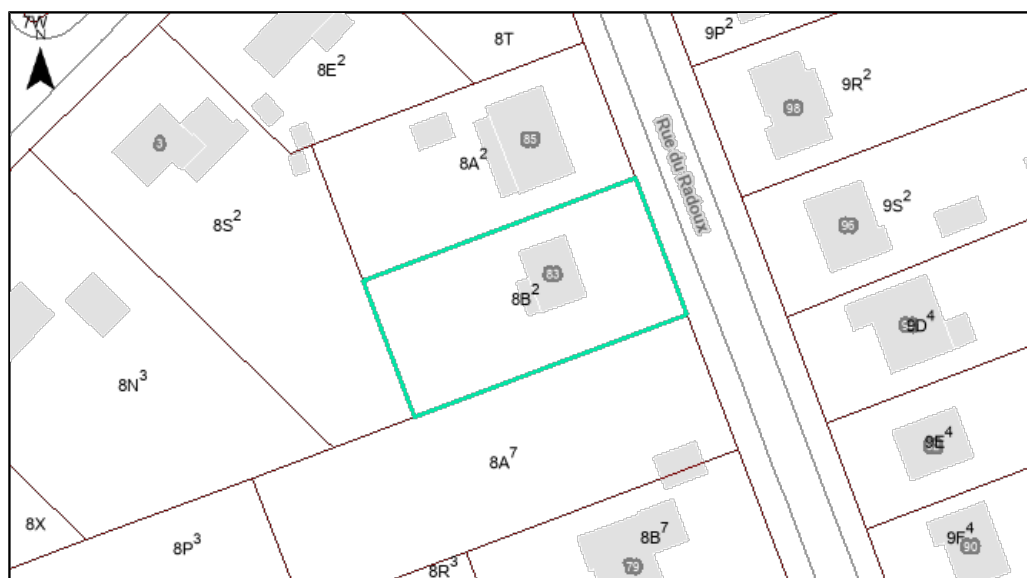 N
8T
9P²
8E²
9R²
98
85
3
8A²
9S²
8S²
96
Rue du Radoux
83
8B²
9D⁴
8N³
9E⁴
8A⁷
8X
8P³
8B⁷
9F⁴
90
8R³
79